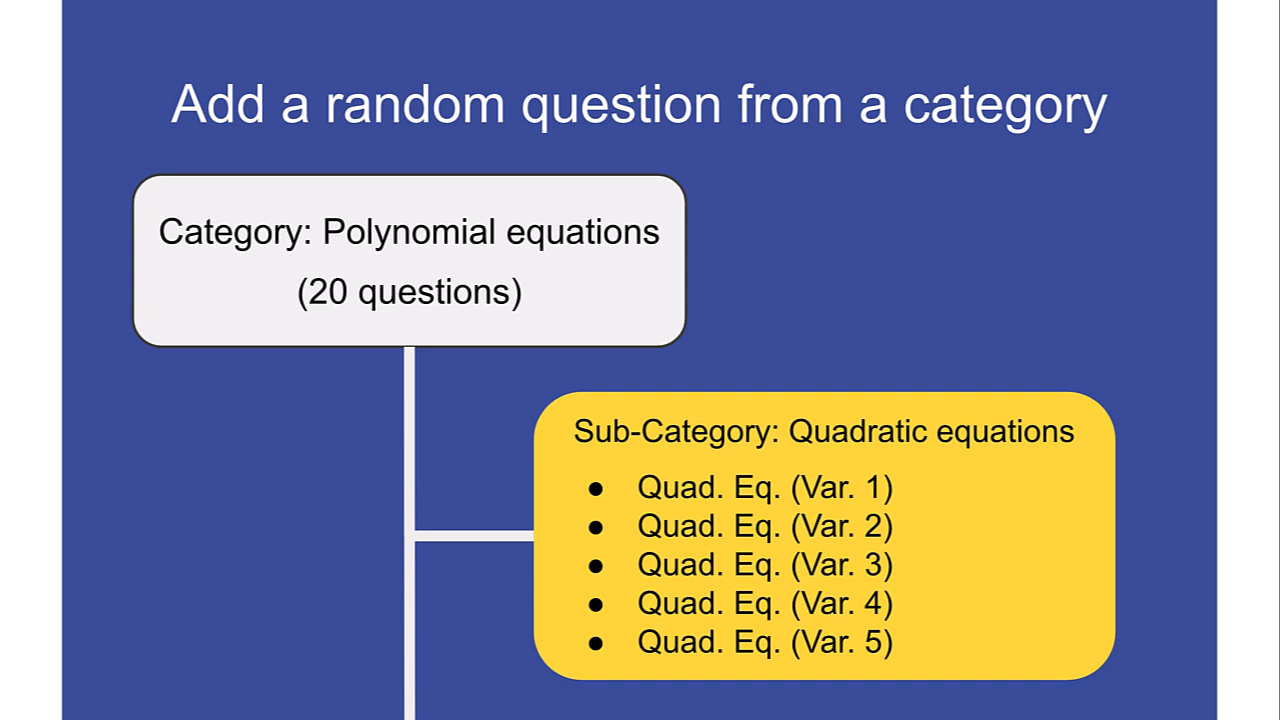 Add a random question from a category
Category: Polynomial equations
(20 questions)
Sub-Category: Quadratic equations
● Quad. Eq. (Var. 1)
● Quad. Eq. (Var. 2)
● Quad. Eq. (Var. 3)
● Quad. Eq. (Var. 4)
● Quad. Eq. (Var. 5)